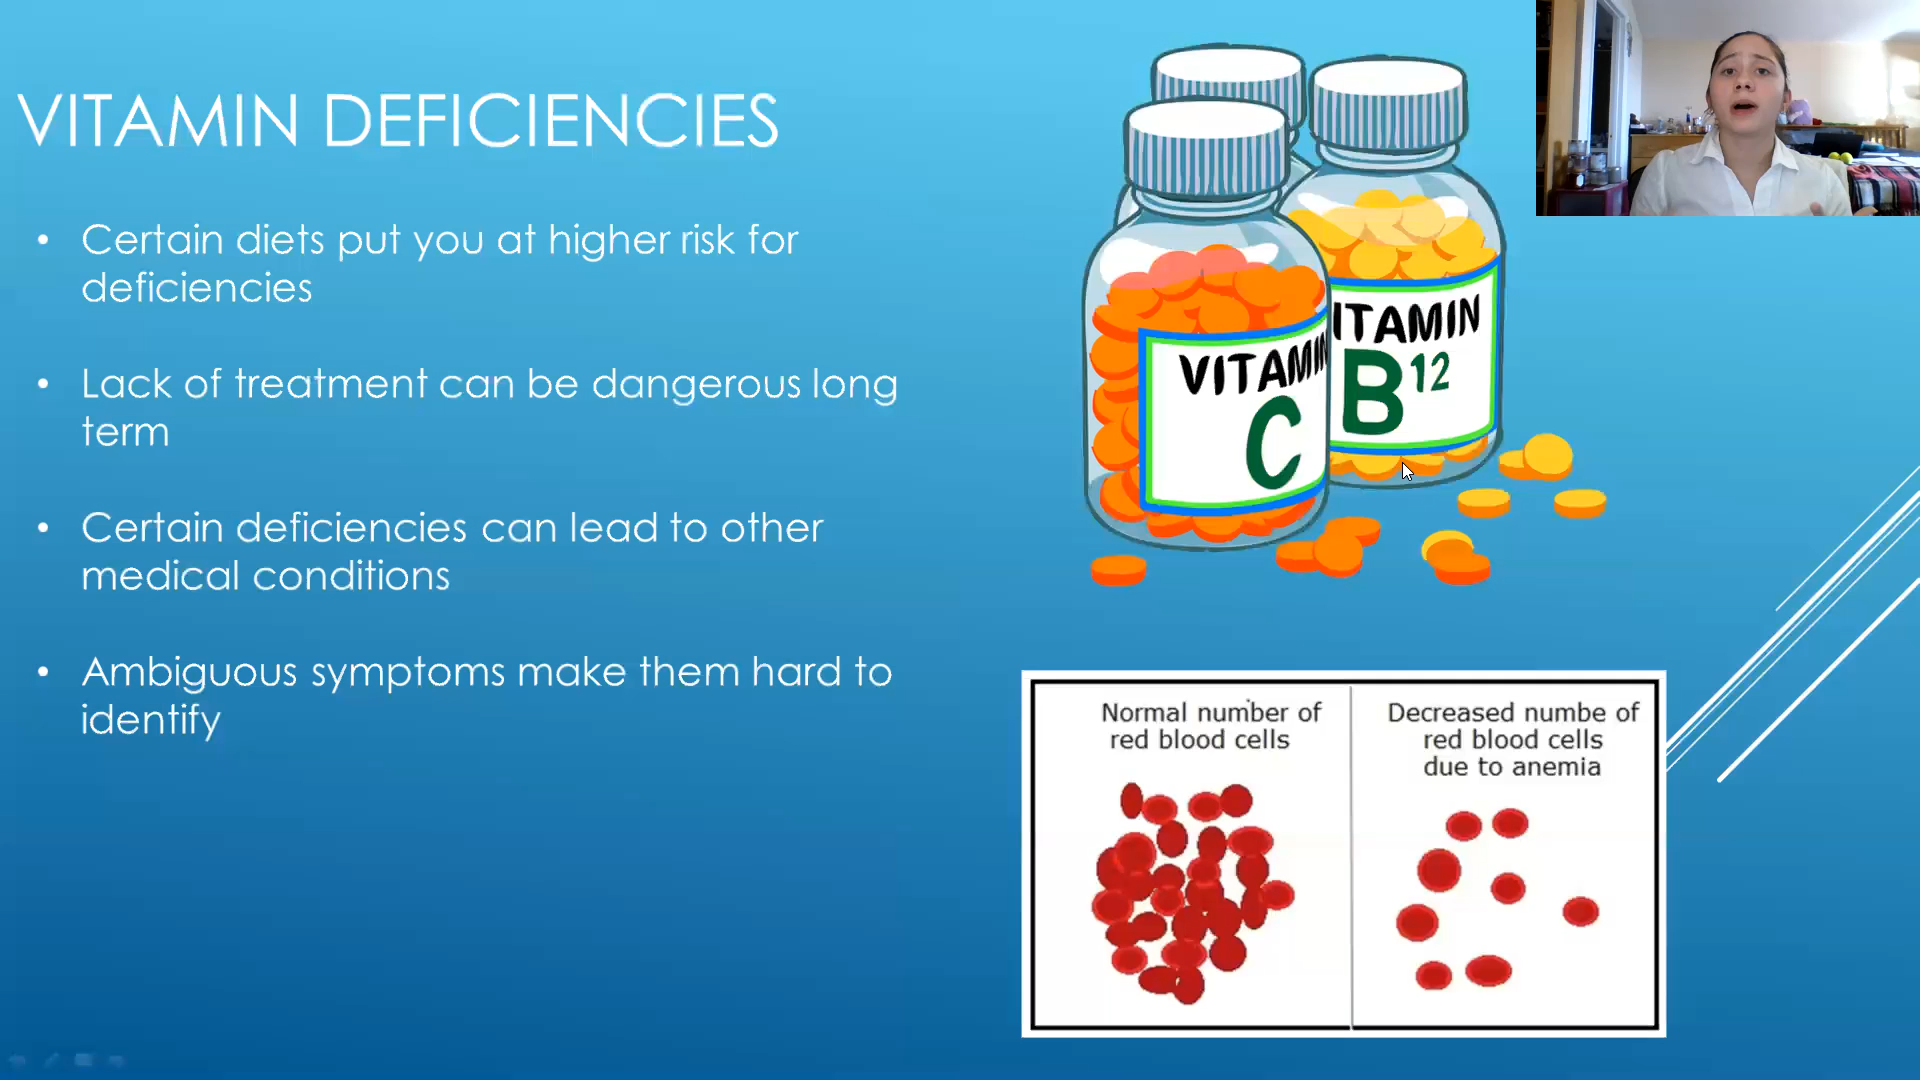 VITAMIN DEFICIENCIES
• Certain diets put you at higher risk for
deficiencies
• Lack of treatment can be dangerous long
term
• Certain deficiencies can lead to other
medical conditions
• Ambiguous symptoms make them hard to
identify
VITAMIN
C
ITAMIN
B12
Normal number of
red blood cells
Decreased numbe of
red blood cells
due to anemia